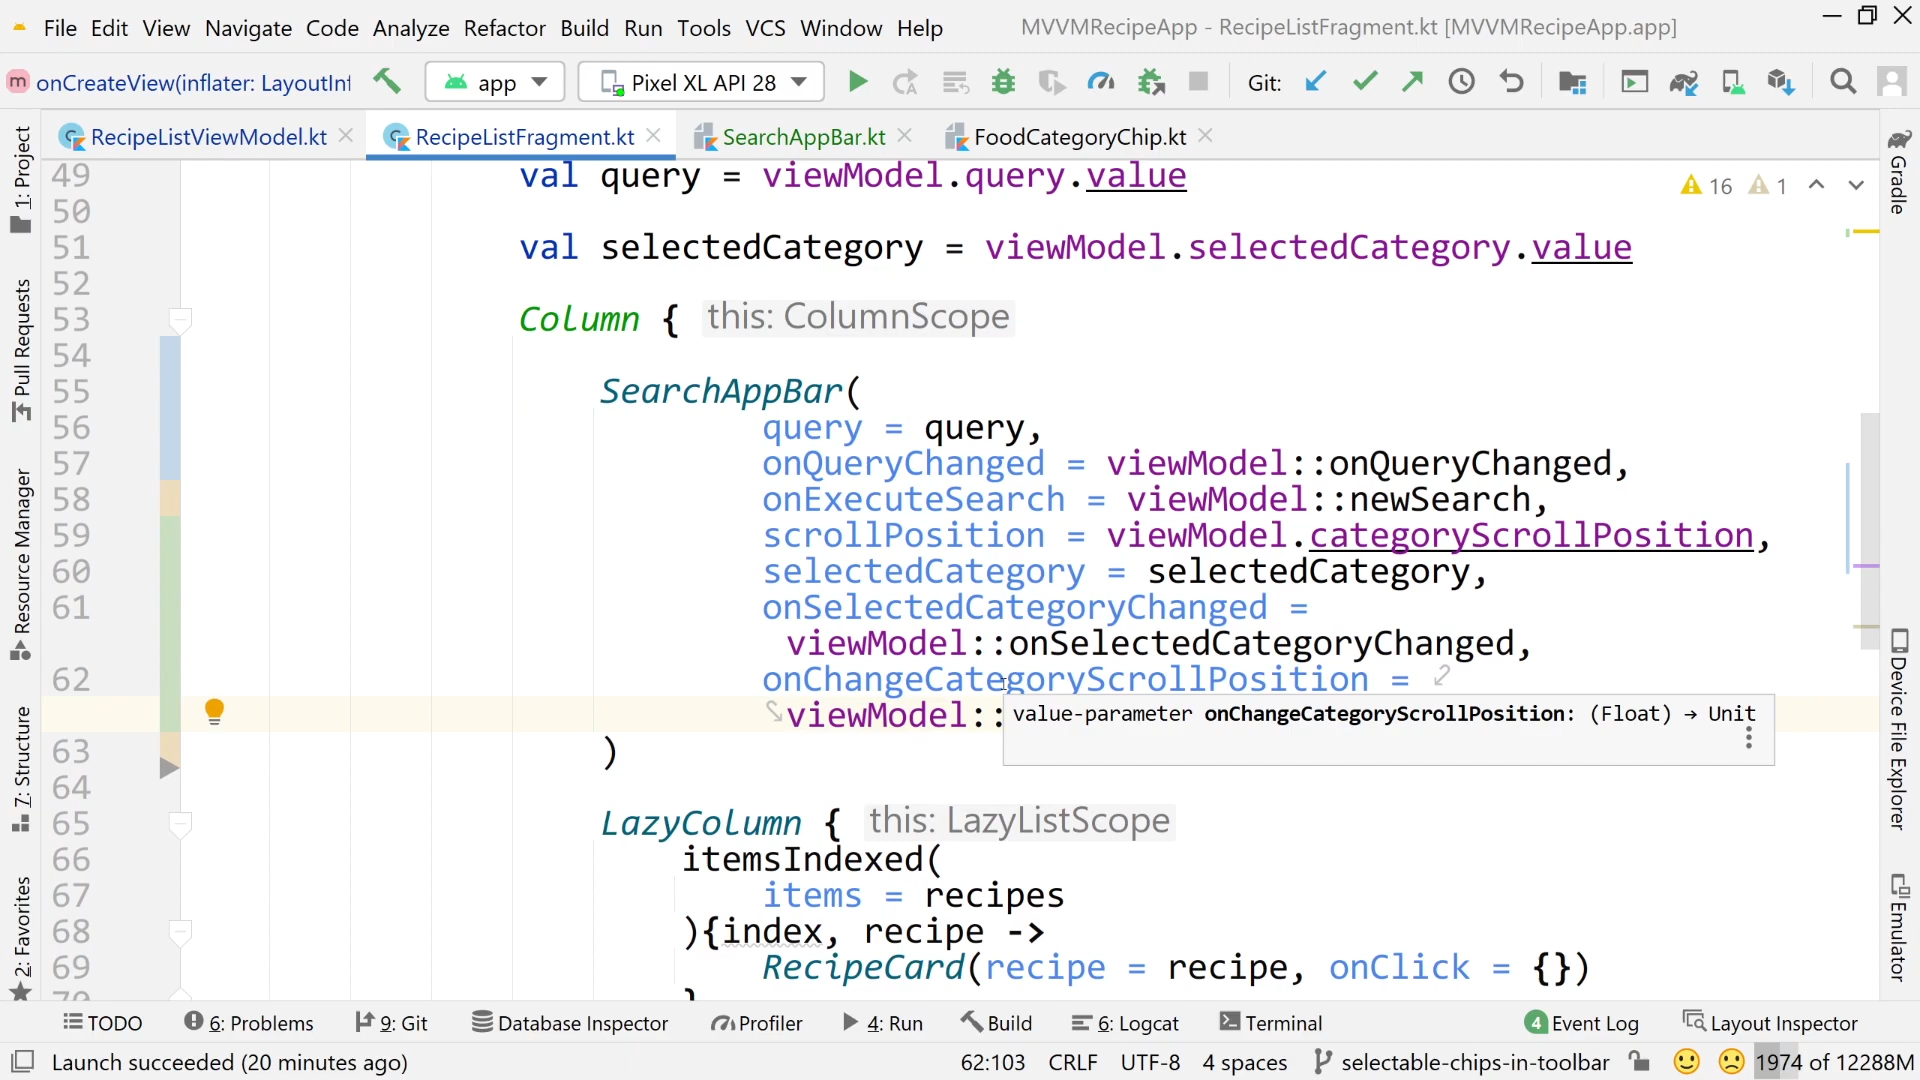 File Edit View Navigate Code Analyze Refactor Build Run Tools VCS Window Help MVVMRecipeApp - RecipeListFragment.kt [MVVMRecipeApp.app]
m onCreateView(inflater: LayoutInf app Pixel XL API 28 Git:
RecipeListViewModel.kt RecipeListFragment.kt SearchAppBar.kt FoodCategoryChip.kt
1: Project
Pull Requests
Resource Manager
7: Structure
2: Favorites
16 1
49 val query = viewModel.query.value
50
51 val selectedCategory = viewModel.selectedCategory.value
52
53 Column { this: ColumnScope
54
55 SearchAppBar(
56 query = query,
57 onQueryChanged = viewModel::onQueryChanged,
58 onExecuteSearch = viewModel::newSearch,
59 scrollPosition = viewModel.categoryScrollPosition,
60 selectedCategory = selectedCategory,
61 onSelectedCategoryChanged =
viewModel::onSelectedCategoryChanged,
62 onChangeCategoryScrollPosition =
viewModel::
value-parameter onChangeCategoryScrollPosition: (Float) → Unit
63 )
64
65 LazyColumn { this: LazyListScope
66 itemsIndexed(
67 items = recipes
68 ){index, recipe ->
69 RecipeCard(recipe = recipe, onClick = {})
70 }
Gradle
Device File Explorer
Emulator
TODO 6: Problems 9: Git Database Inspector Profiler 4: Run Build 6: Logcat Terminal 4 Event Log Layout Inspector
Launch succeeded (20 minutes ago) 62:103 CRLF UTF-8 4 spaces selectable-chips-in-toolbar 1974 of 12288M